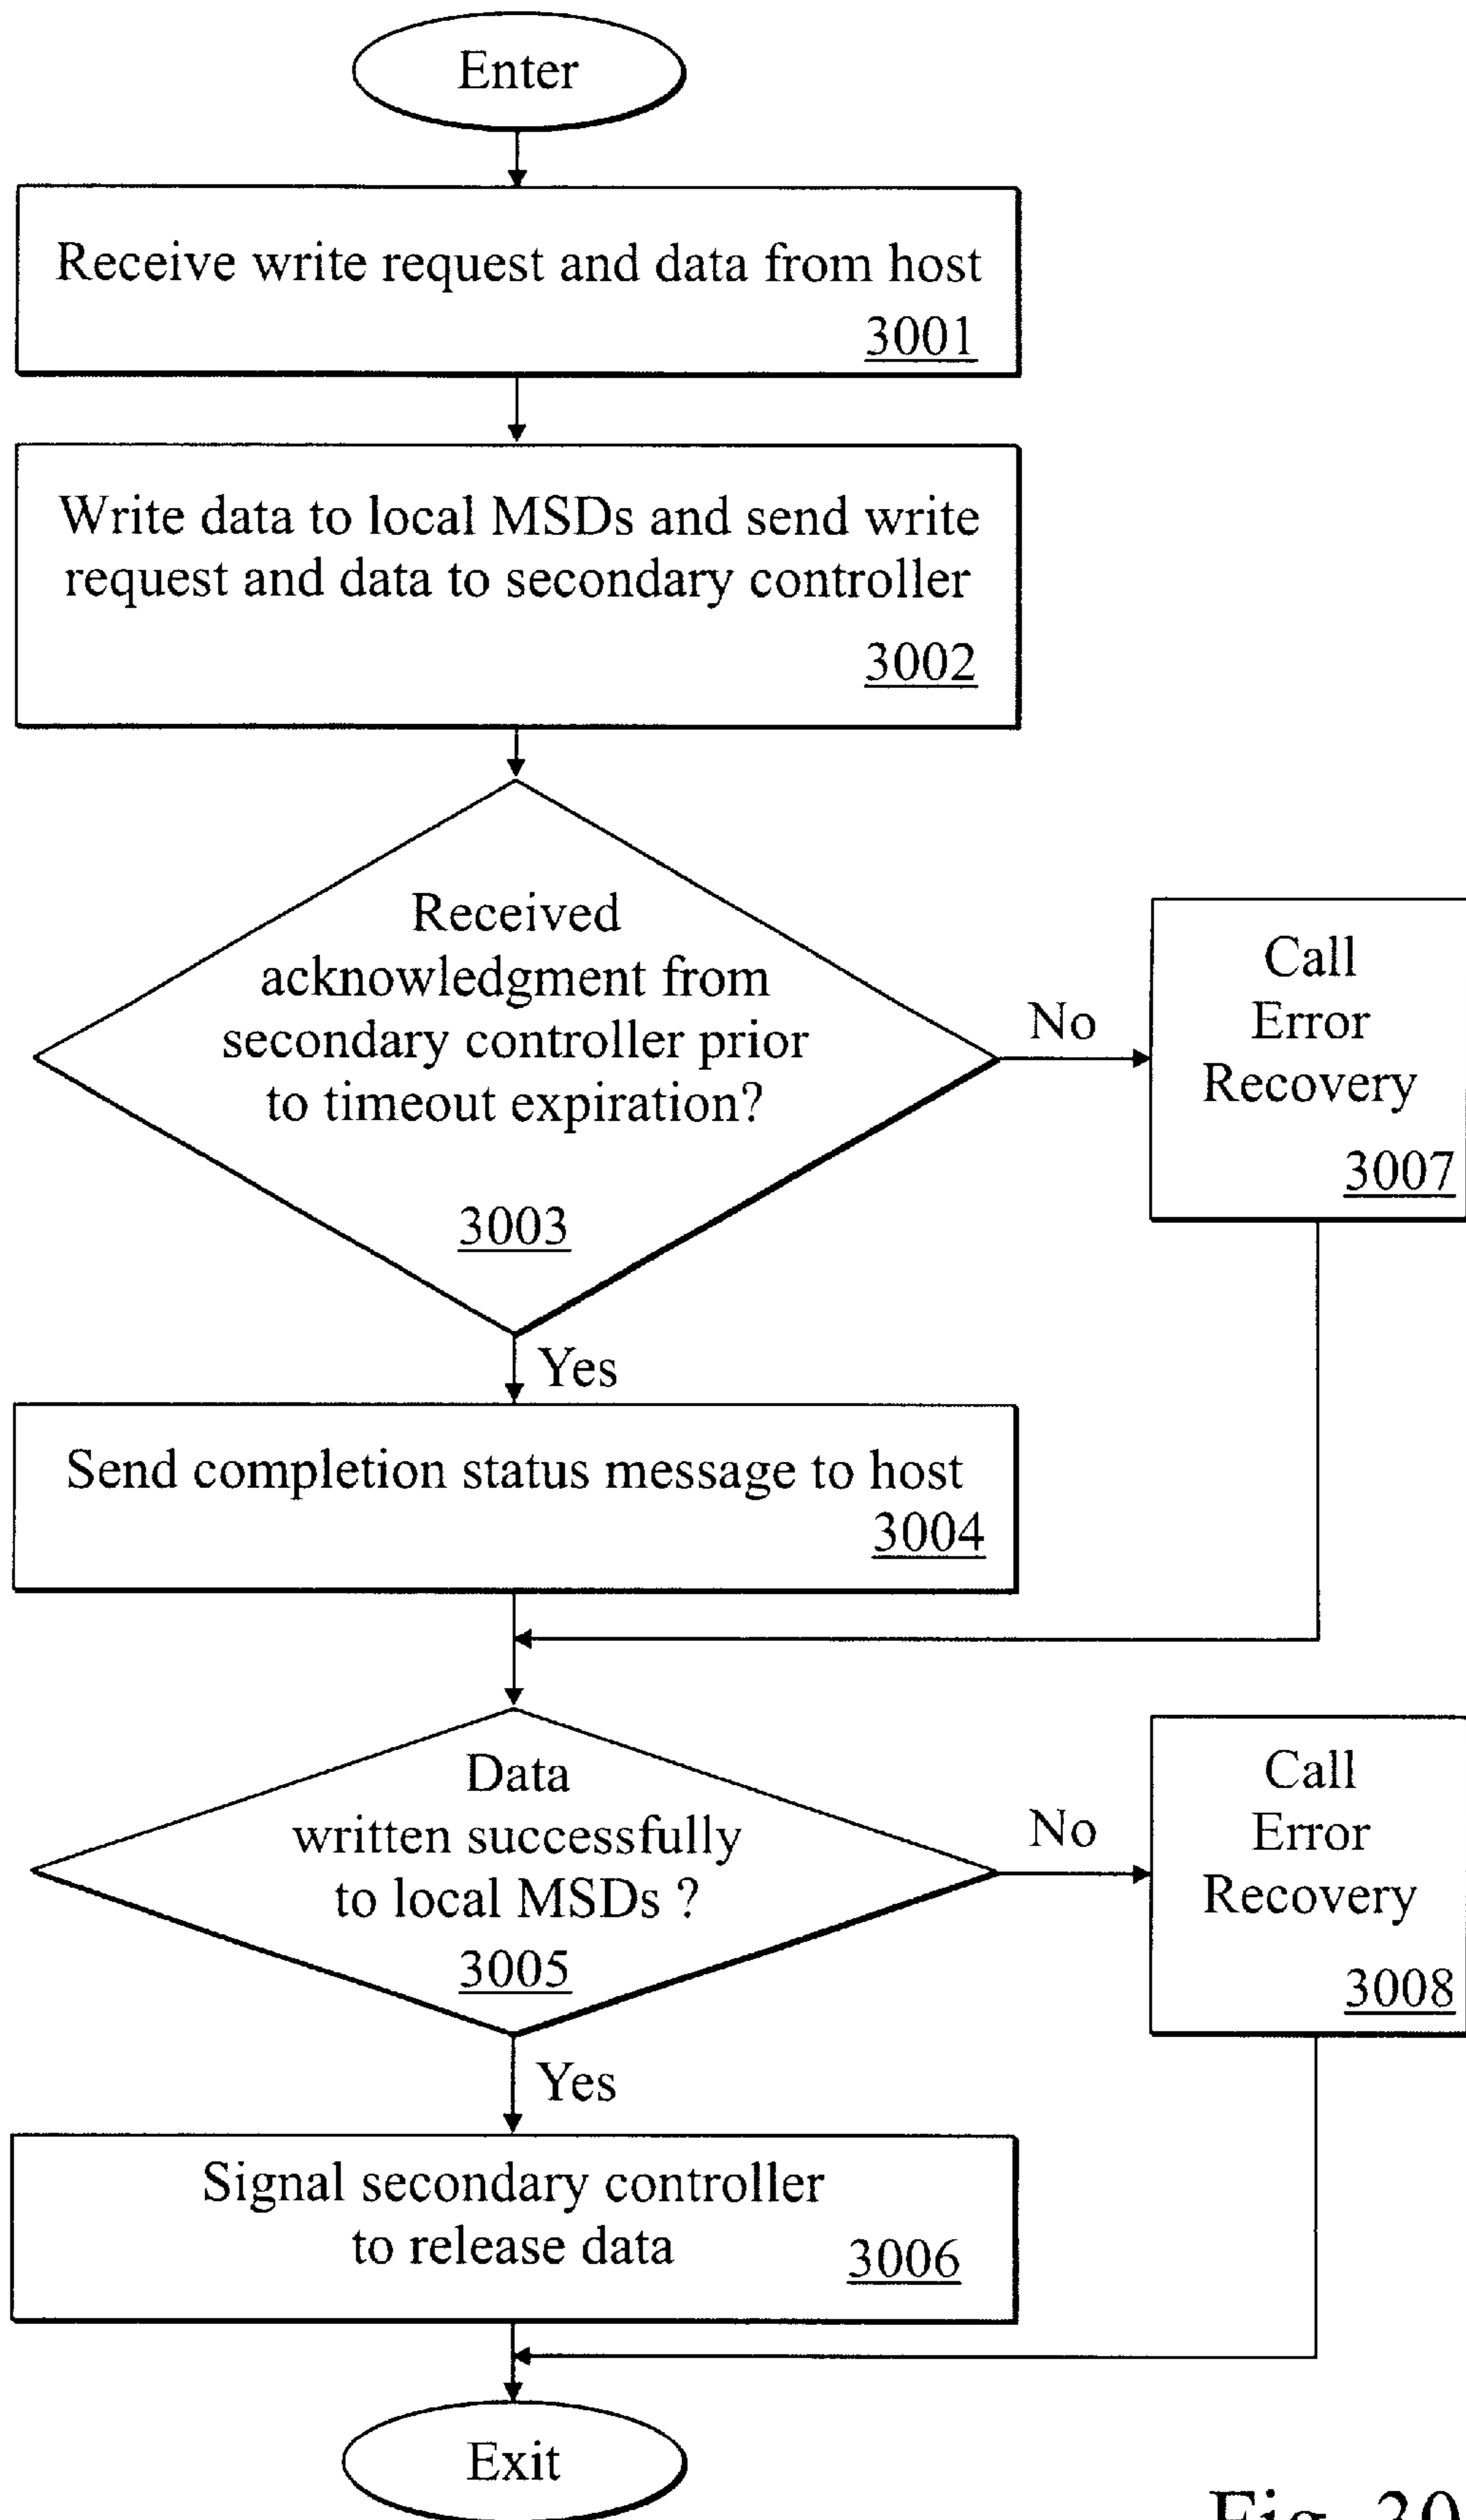 Enter
Receive write request and data from host
3001
Write data to local MSDs and send write
request and data to secondary controller
3002
Received
acknowledgment from
secondary controller prior
to timeout expiration?
3003
No
Call
Error
Recovery
3007
Yes
Send completion status message to host
3004
Data
written successfully
to local MSDs ?
3005
No
Call
Error
Recovery
3008
Yes
Signal secondary controller
to release data
3006
Exit
Fig. 30